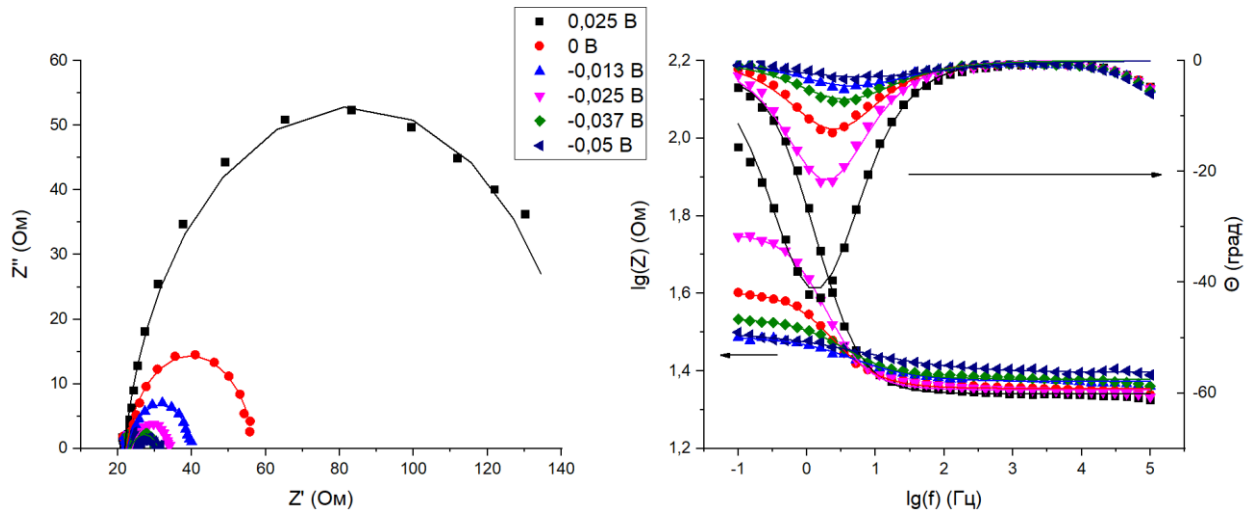 0,025 В
0 В
-0,013 В
-0,025 В
-0,037 В
-0,05 В
60
50
40
30
20
10
0
Z'' (Ом)
20 40 60 80 100 120 140
Z' (Ом)
2,2
2,0
1,8
1,6
1,4
1,2
lg(Z) (Ом)
-1 0 1 2 3 4 5
lg(f) (Гц)
0
-20
-40
-60
Θ (град)